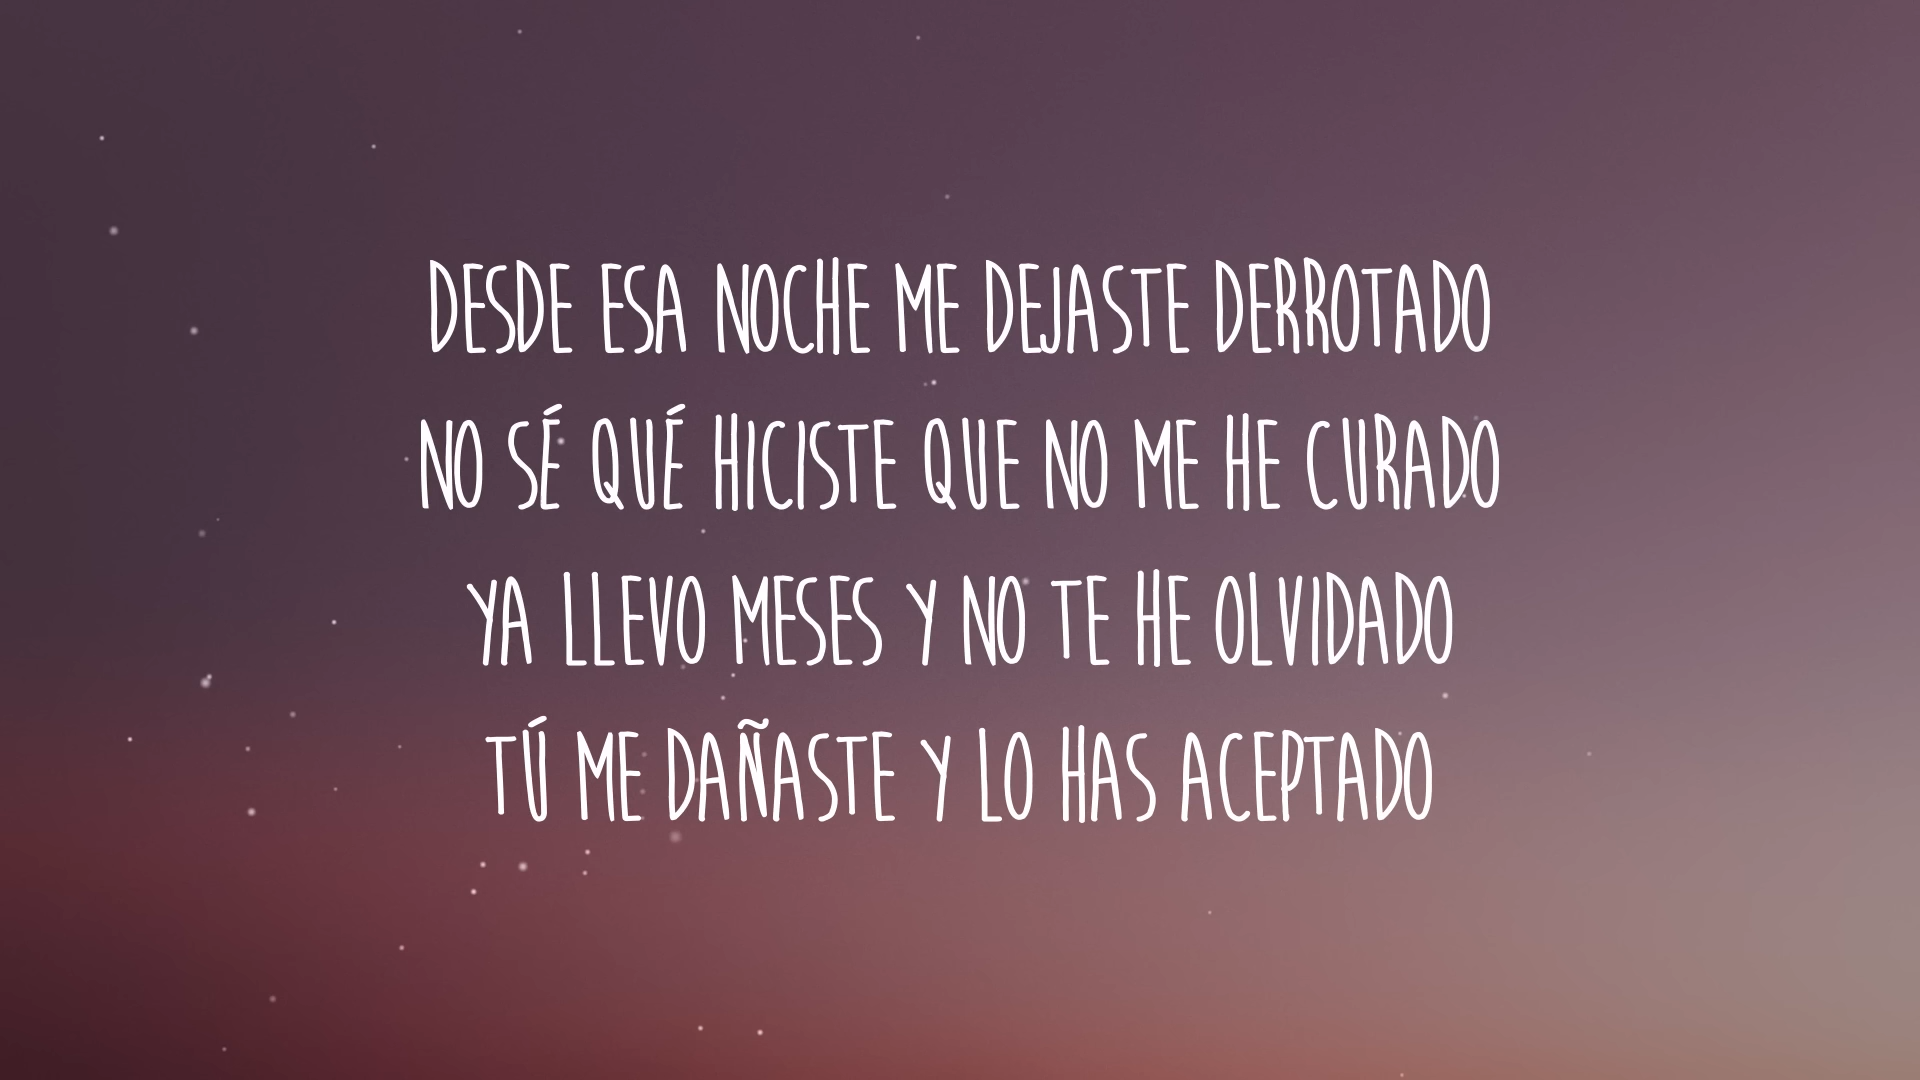 DESDE ESA NOCHE ME DEJASTE DERROTADO
NO SÉ QUÉ HICISTE QUE NO ME HE CURADO
YA LLEVO MESES Y NO TE HE OLVIDADO
TÚ ME DAÑASTE Y LO HAS ACEPTADO